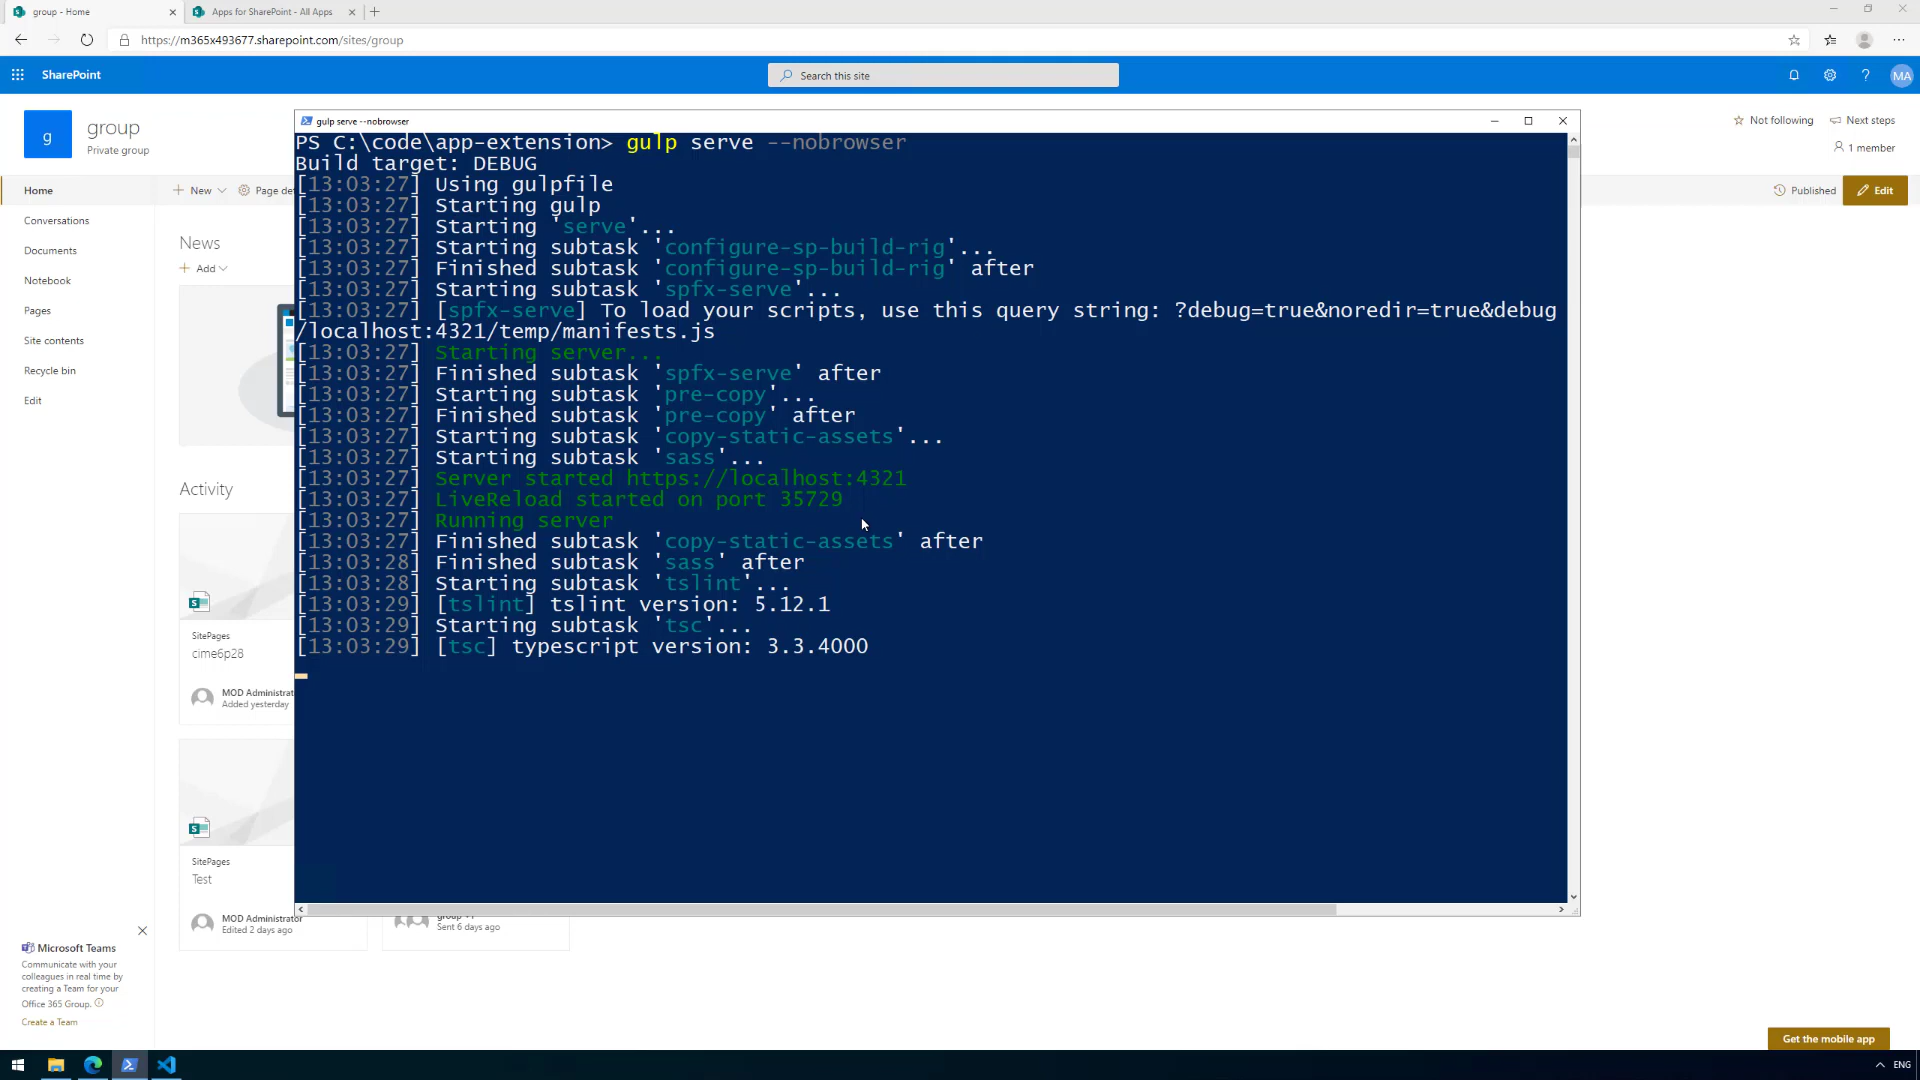 group - Home
Apps for SharePoint - All Apps
https://m365x493677.sharepoint.com/sites/group
SharePoint
Search this site
MA
g
group
Private group
Not following
Next steps
1 member
Home
Conversations
Documents
Notebook
Pages
Site contents
Recycle bin
Edit
New
Page de
Published
Edit
News
Add
Activity
SitePages
cime6p28
MOD Administrat
Added yesterday
SitePages
Test
MOD Administrator
Edited 2 days ago
group +1
Sent 6 days ago
gulp serve --nobrowser
PS C:\code\app-extension> gulp serve --nobrowser
Build target: DEBUG
[13:03:27] Using gulpfile
[13:03:27] Starting gulp
[13:03:27] Starting 'serve'...
[13:03:27] Starting subtask 'configure-sp-build-rig'...
[13:03:27] Finished subtask 'configure-sp-build-rig' after
[13:03:27] Starting subtask 'spfx-serve'...
[13:03:27] [spfx-serve] To load your scripts, use this query string: ?debug=true&noredir=true&debug
/localhost:4321/temp/manifests.js
[13:03:27] Starting server...
[13:03:27] Finished subtask 'spfx-serve' after
[13:03:27] Starting subtask 'pre-copy'...
[13:03:27] Finished subtask 'pre-copy' after
[13:03:27] Starting subtask 'copy-static-assets'...
[13:03:27] Starting subtask 'sass'...
[13:03:27] Server started https://localhost:4321
[13:03:27] LiveReload started on port 35729
[13:03:27] Running server
[13:03:27] Finished subtask 'copy-static-assets' after
[13:03:28] Finished subtask 'sass' after
[13:03:28] Starting subtask 'tslint'...
[13:03:29] [tslint] tslint version: 5.12.1
[13:03:29] Starting subtask 'tsc'...
[13:03:29] [tsc] typescript version: 3.3.4000
Microsoft Teams
Communicate with your
colleagues in real time by
creating a Team for your
Office 365 Group.
Create a Team
Get the mobile app
ENG